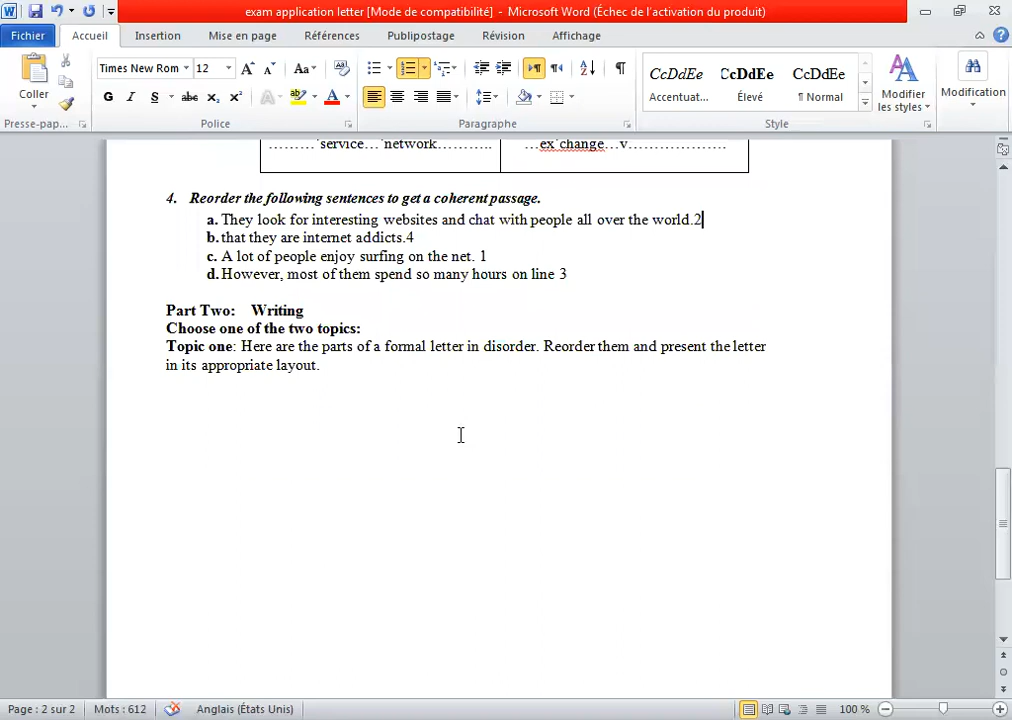 exam application letter [Mode de compatibilité] - Microsoft Word (Échec de l'activation du produit)
Fichier Accueil Insertion Mise en page Références Publipostage Révision Affichage
Times New Rom 12 Aa
Coller
G I S abc x₂ x² A ab A
CcDdEe CcDdEe CcDdEe
Accentuat... Élevé ¶ Normal
Modifier les styles
Modification
Presse-pap... Police Paragraphe Style
………ˈservice…ˈnetwork………..
…exˈchange…v…………………
4. Reorder the following sentences to get a coherent passage.
a. They look for interesting websites and chat with people all over the world.2
b. that they are internet addicts.4
c. A lot of people enjoy surfing on the net. 1
d. However, most of them spend so many hours on line 3
Part Two: Writing
Choose one of the two topics:
Topic one: Here are the parts of a formal letter in disorder. Reorder them and present the letter
in its appropriate layout.
Page : 2 sur 2 Mots : 612 Anglais (États Unis) 100 %